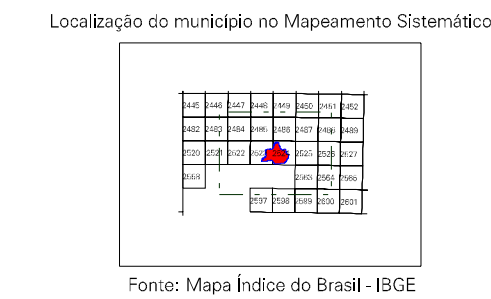 Localização do município no Mapeamento Sistemático
2445 2446 2447 2448 2449 2450 2451 2452
2482 2483 2484 2485 2486 2487 2488 2489
2520 2521 2522 2525 2526 2527
2558 2563 2564 2565
2597 2598 2599 2600 2601
Fonte: Mapa Índice do Brasil - IBGE